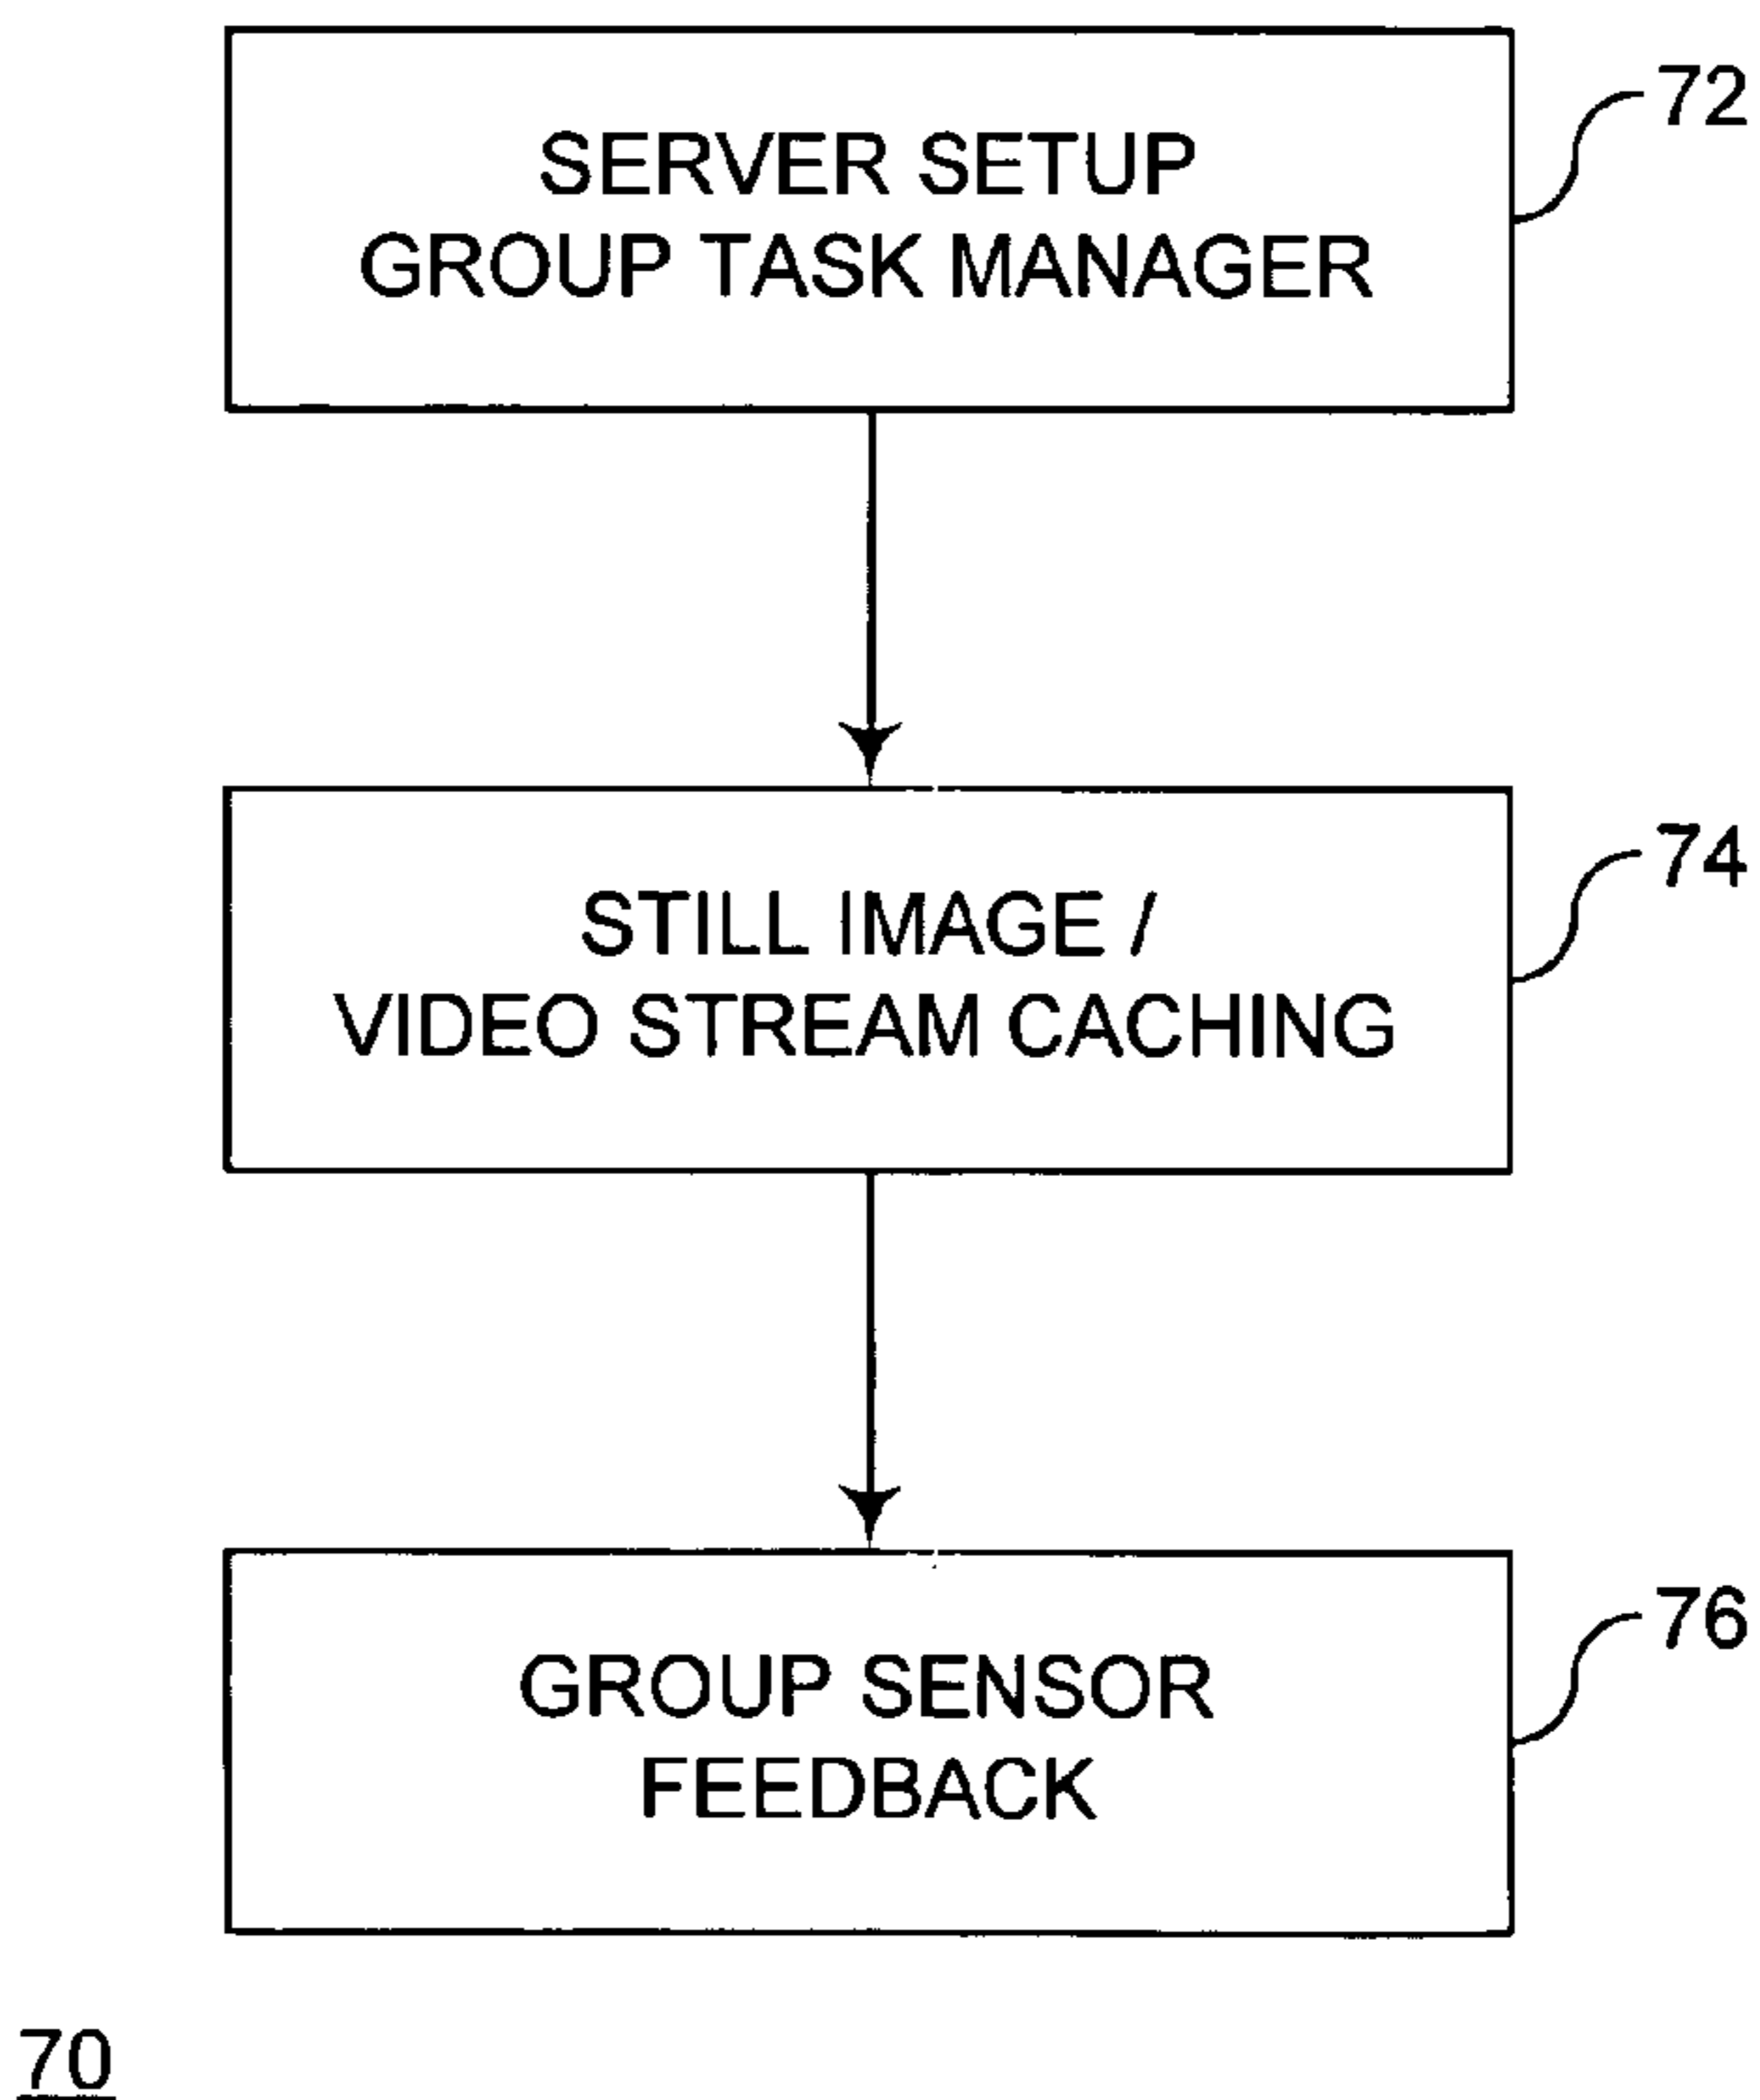 SERVER SETUP
GROUP TASK MANAGER
72
STILL IMAGE /
VIDEO STREAM CACHING
74
GROUP SENSOR
FEEDBACK
76
70